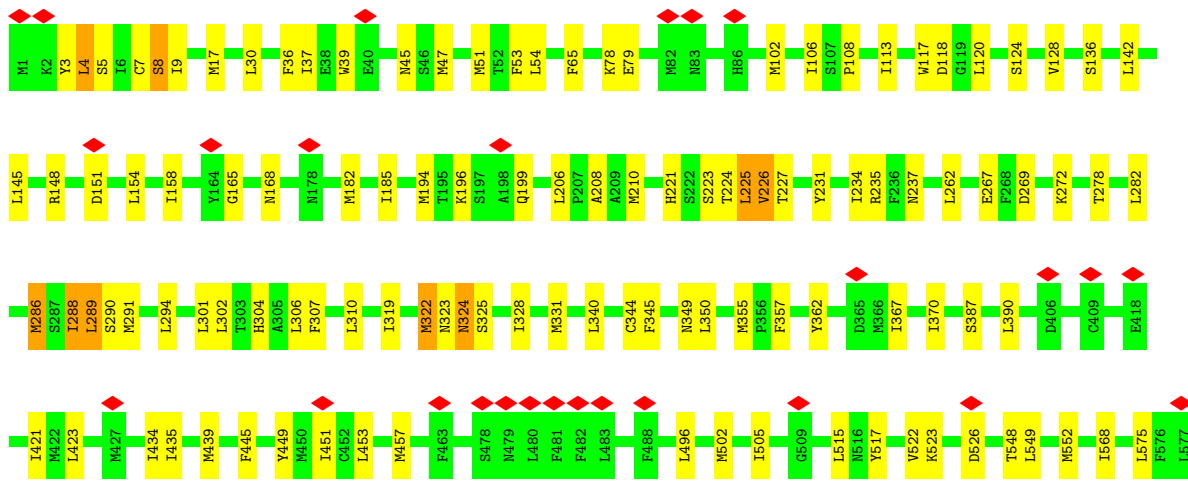 M1 K2 Y3 L4 S5 I6 C7 S8 I9 M17 L30 F36 I37 E38 W39 E40 N45 S46 M47 M51 T52 F53 L54 F65 K78 E79 M82 N83 H86 M102 I106 S107 P108 I113 W117 D118 G119 L120 S124 V128 S136 L142
L145 R148 D151 L154 I158 Y164 G165 N168 N178 M182 I185 M194 T195 K196 S197 A198 Q199 L206 P207 A208 A209 M210 H221 S222 S223 T224 L225 V226 T227 Y231 I234 R235 F236 N237 L262 E267 F268 D269 K272 T278 L282
M286 S287 I288 L289 S290 M291 L294 L301 L302 T303 H304 A305 L306 F307 L310 I319 M322 N323 N324 S325 I328 M331 L340 C344 F345 N349 L350 M355 P356 F357 Y362 D365 M366 I367 I370 S387 L390 D406 C409 E418
I421 M422 L423 M427 I434 I435 M439 F445 Y449 M450 I451 C452 L453 M457 F463 S478 N479 L480 F481 F482 L483 F488 L496 M502 I505 G509 L515 N516 Y517 V522 K523 D526 T548 L549 M552 I568 L575 F576 L577